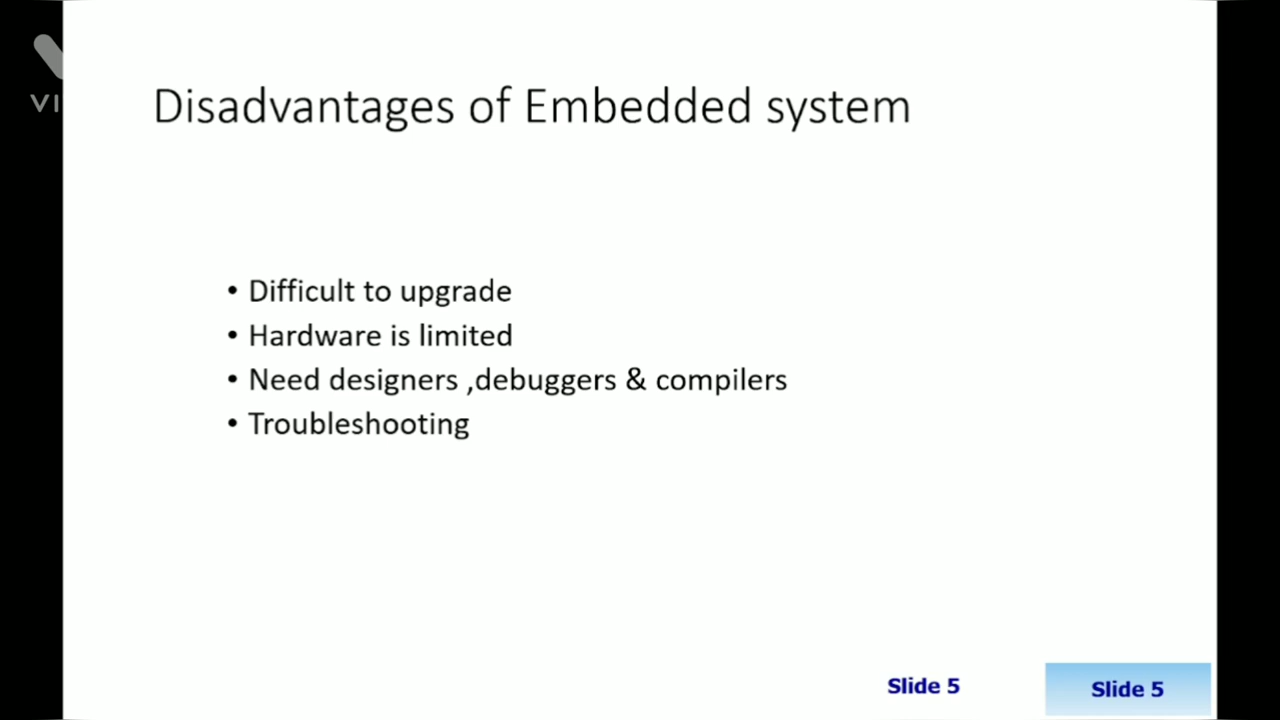 VI
Disadvantages of Embedded system
• Difficult to upgrade
• Hardware is limited
• Need designers ,debuggers & compilers
• Troubleshooting
Slide 5
Slide 5